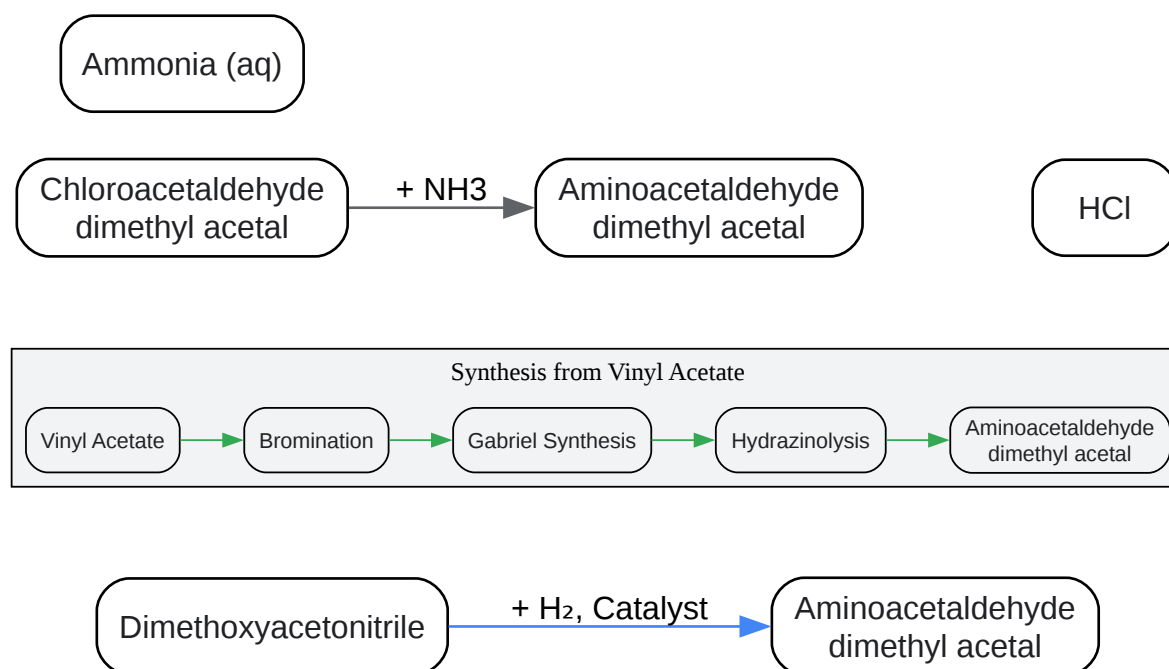 Ammonia (aq)
Chloroacetaldehyde
dimethyl acetal
+ NH3
Aminoacetaldehyde
dimethyl acetal
HCl
Synthesis from Vinyl Acetate
Vinyl Acetate
Bromination
Gabriel Synthesis
Hydrazinolysis
Aminoacetaldehyde
dimethyl acetal
Dimethoxyacetonitrile
+ H₂, Catalyst
Aminoacetaldehyde
dimethyl acetal